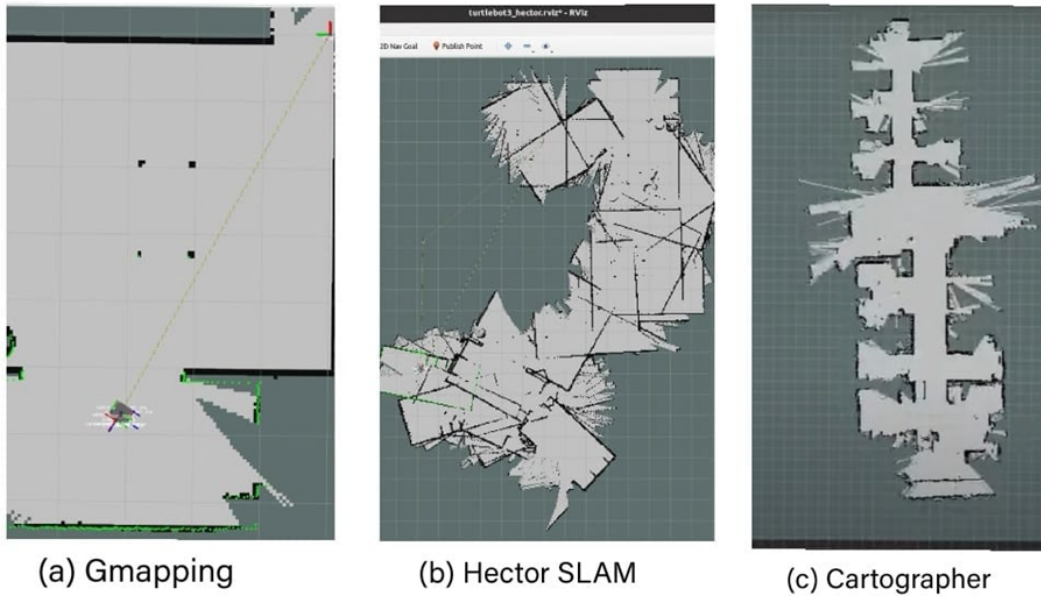 turtlebot3_hector.rviz* - RViz
2D Nav Goal Publish Point
(a) Gmapping
(b) Hector SLAM
(c) Cartographer